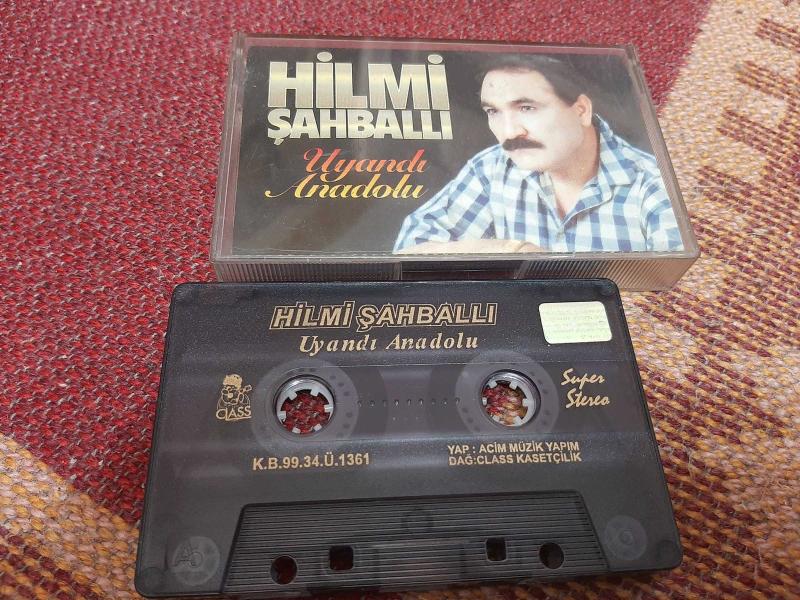 HİLMİ
ŞAHBALLI
Uyandı
Anadolu
HİLMİ ŞAHBALLI
Uyandı Anadolu
CLASS
Super
Stereo
K.B.99.34.Ü.1361
YAP : ACİM MÜZİK YAPIM
DAĞ:CLASS KASETÇİLİK